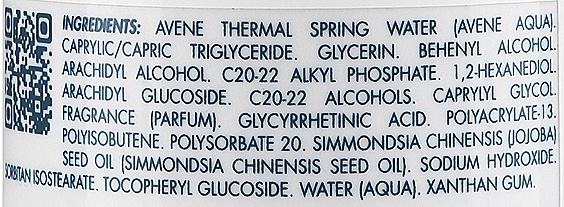 INGREDIENTS: AVENE THERMAL SPRING WATER (AVENE AQUA).
CAPRYLIC/CAPRIC TRIGLYCERIDE. GLYCERIN. BEHENYL ALCOHOL.
ARACHIDYL ALCOHOL. C20-22 ALKYL PHOSPHATE. 1,2-HEXANEDIOL.
ARACHIDYL GLUCOSIDE. C20-22 ALCOHOLS. CAPRYLYL GLYCOL.
FRAGRANCE (PARFUM). GLYCYRRHETINIC ACID. POLYACRYLATE-13.
POLYISOBUTENE. POLYSORBATE 20. SIMMONDSIA CHINENSIS (JOJOBA)
SEED OIL (SIMMONDSIA CHINENSIS SEED OIL). SODIUM HYDROXIDE.
SORBITAN ISOSTEARATE. TOCOPHERYL GLUCOSIDE. WATER (AQUA). XANTHAN GUM.